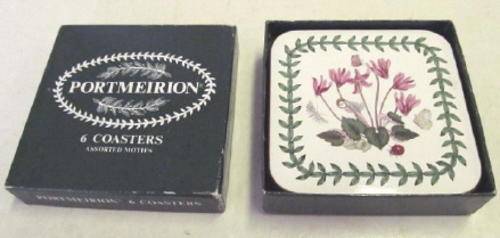 PORTMEIRION
6 COASTERS
ASSORTED MOTIFS
PORTMEIRION 6 COASTERS